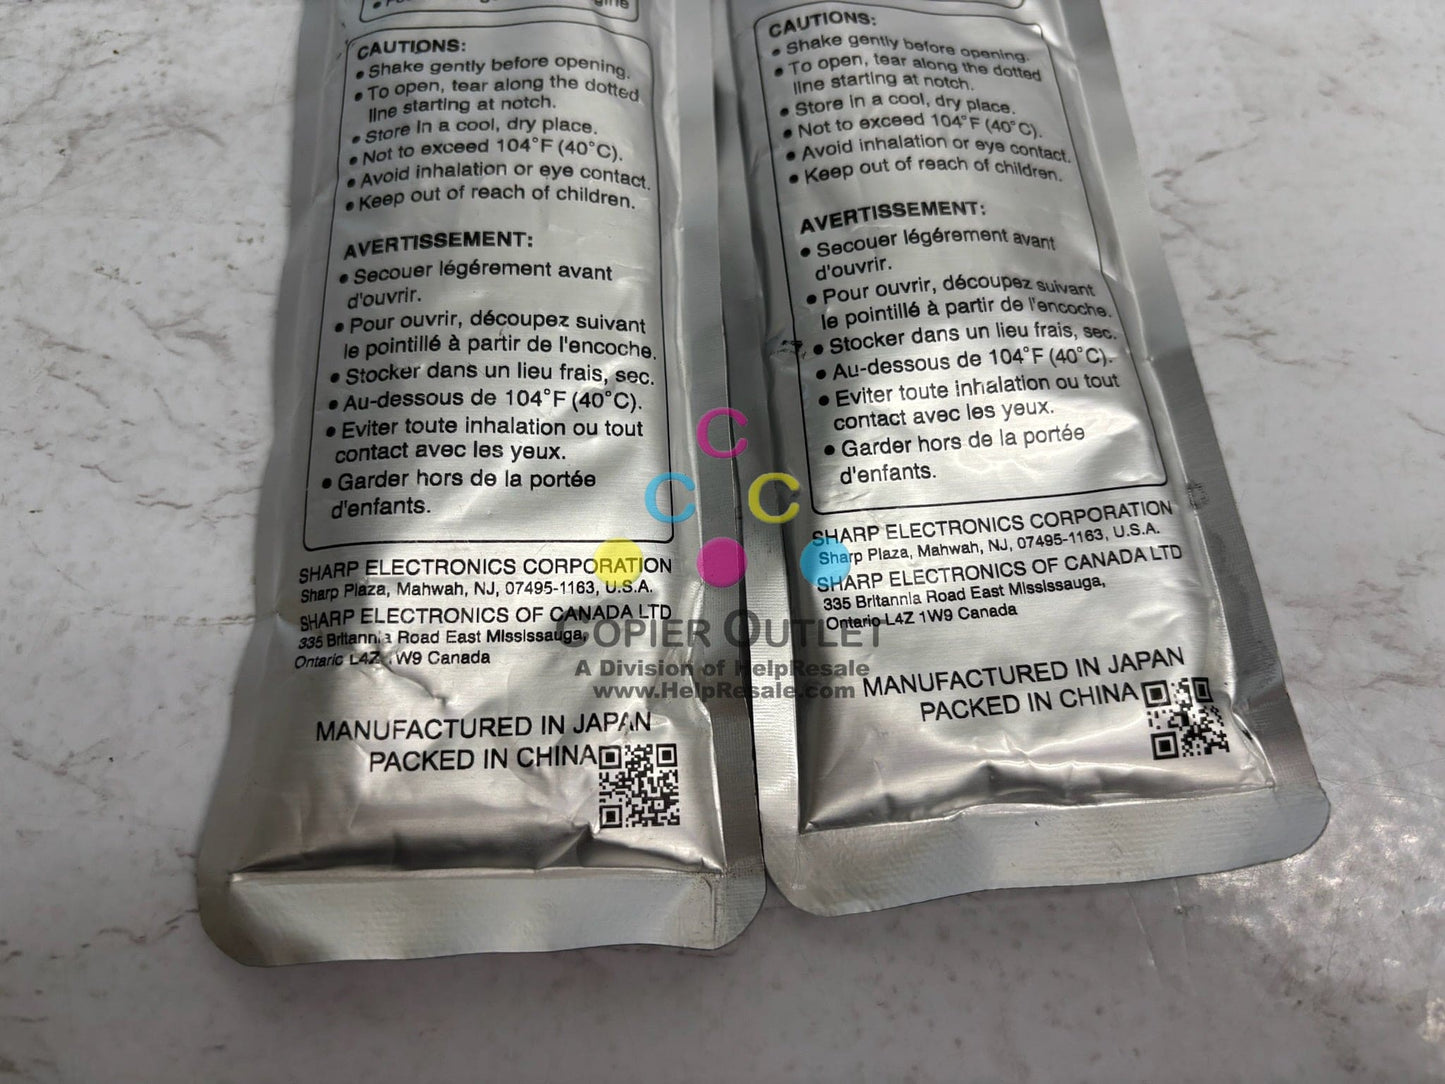 CAUTIONS:
• Shake gently before opening.
• To open, tear along the dotted
line starting at notch.
• Store in a cool, dry place.
• Not to exceed 104°F (40°C).
• Avoid inhalation or eye contact.
• Keep out of reach of children.
AVERTISSEMENT:
• Secouer légérement avant
d'ouvrir.
• Pour ouvrir, découpez suivant
le pointillé à partir de l'encoche.
• Stocker dans un lieu frais, sec.
• Au-dessous de 104°F (40°C).
• Eviter toute inhalation ou tout
contact avec les yeux.
• Garder hors de la portée
d'enfants.
SHARP ELECTRONICS CORPORATION
Sharp Plaza, Mahwah, NJ, 07495-1163, U.S.A.
SHARP ELECTRONICS OF CANADA LTD
335 Britannia Road East Mississauga,
Ontario L4Z 1W9 Canada
MANUFACTURED IN JAPAN
PACKED IN CHINA
CAUTIONS:
• Shake gently before opening.
• To open, tear along the dotted
line starting at notch.
• Store in a cool, dry place.
• Not to exceed 104°F (40°C).
• Avoid inhalation or eye contact.
• Keep out of reach of children.
AVERTISSEMENT:
• Secouer légérement avant
d'ouvrir.
• Pour ouvrir, découpez suivant
le pointillé à partir de l'encoche.
• Stocker dans un lieu frais, sec.
• Au-dessous de 104°F (40°C).
• Eviter toute inhalation ou tout
contact avec les yeux.
• Garder hors de la portée
d'enfants.
SHARP ELECTRONICS CORPORATION
Sharp Plaza, Mahwah, NJ, 07495-1163, U.S.A.
SHARP ELECTRONICS OF CANADA LTD
335 Britannia Road East Mississauga,
Ontario L4Z 1W9 Canada
MANUFACTURED IN JAPAN
PACKED IN CHINA
C
C C
COPIER OUTLET
A Division of HelpResale
www.HelpResale.com